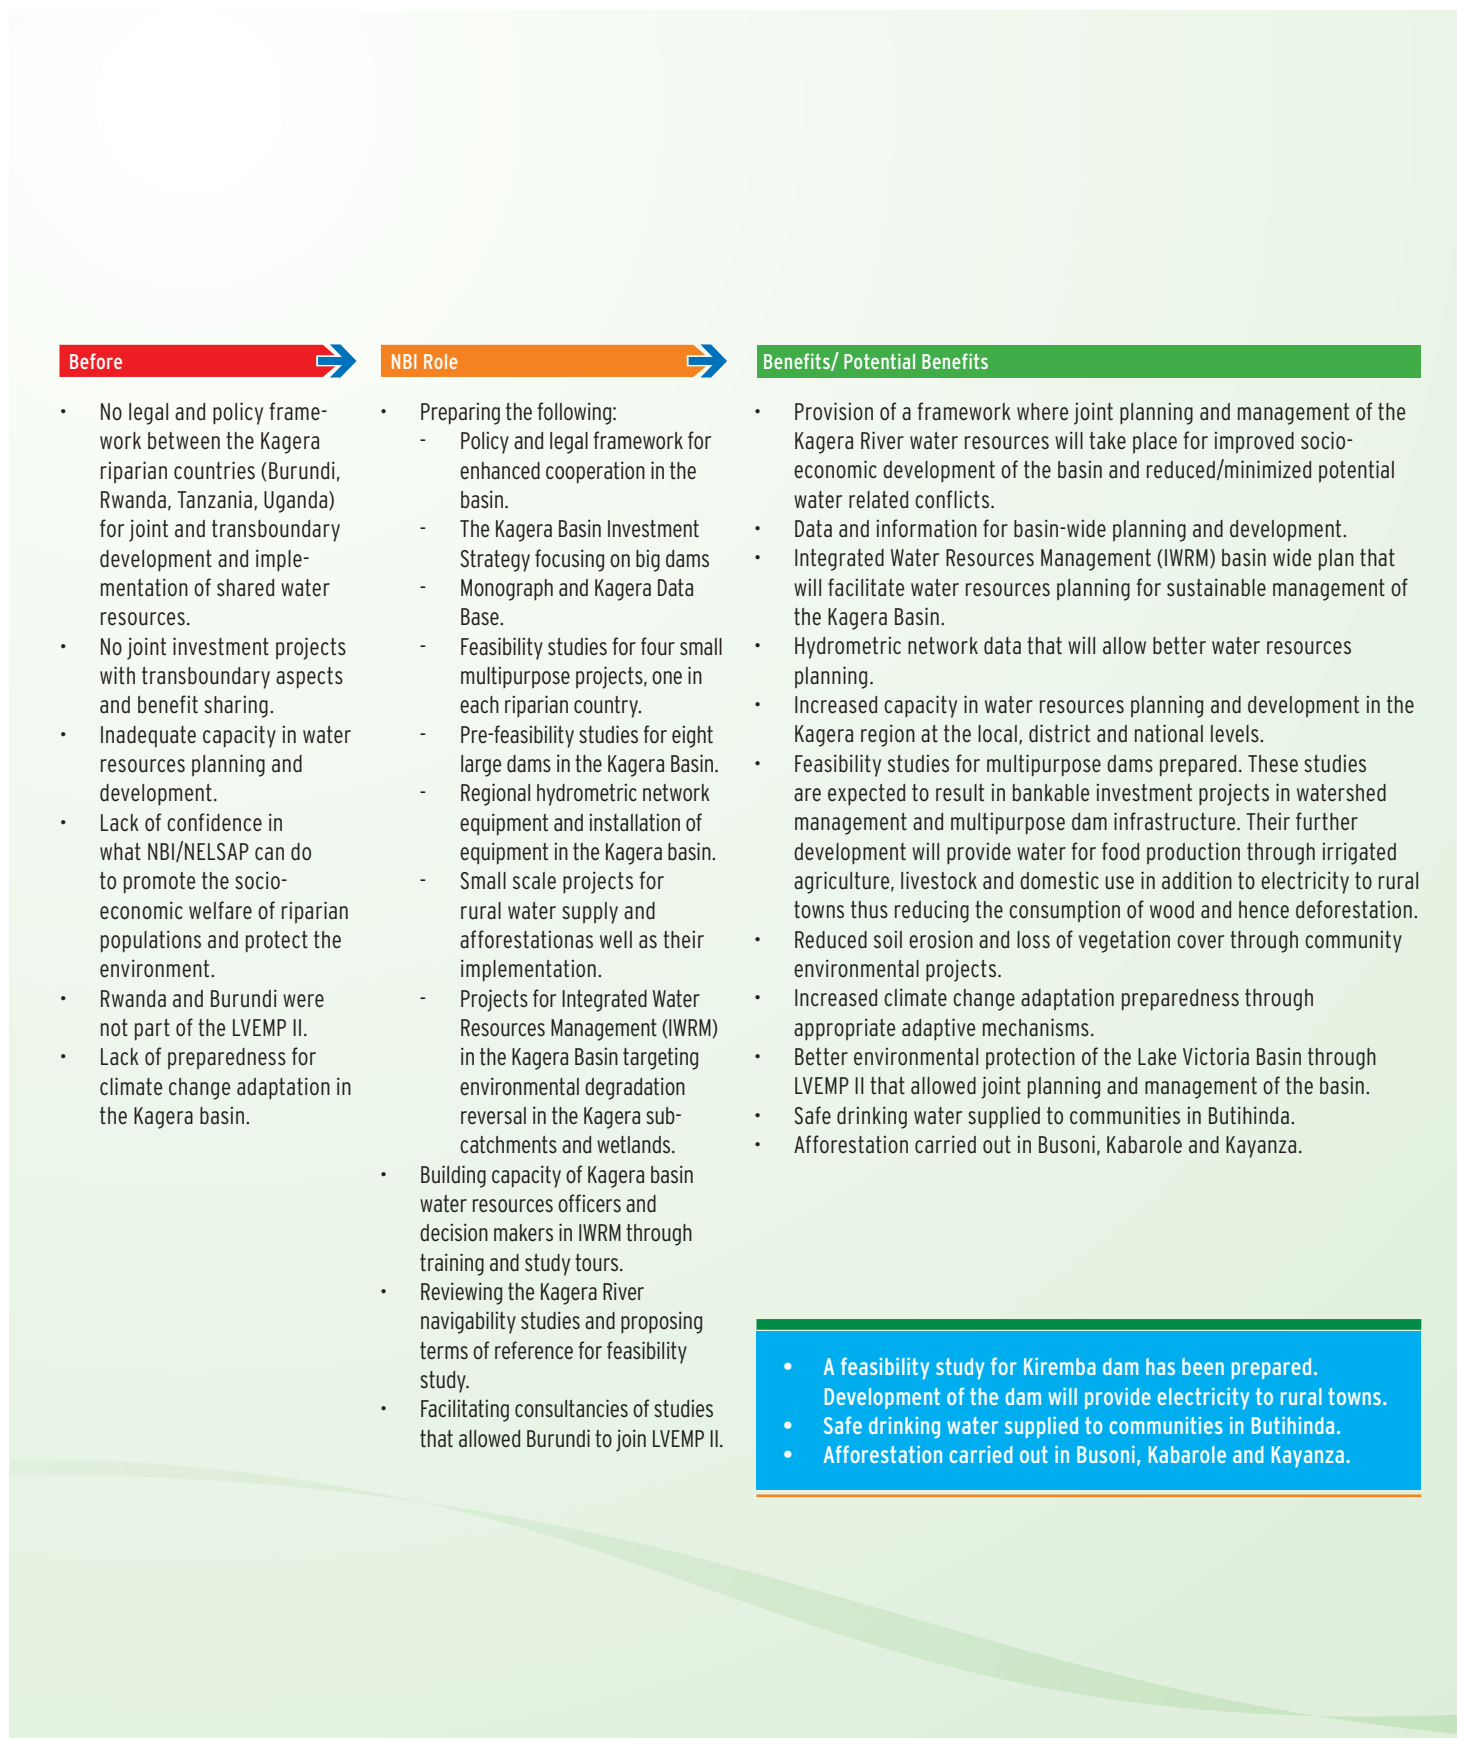 Before
• No legal and policy frame-
work between the Kagera
riparian countries (Burundi,
Rwanda, Tanzania, Uganda)
for joint and transboundary
development and imple-
mentation of shared water
resources.
• No joint investment projects
with transboundary aspects
and benefit sharing.
• Inadequate capacity in water
resources planning and
development.
• Lack of confidence in
what NBI/NELSAP can do
to promote the socio-
economic welfare of riparian
populations and protect the
environment.
• Rwanda and Burundi were
not part of the LVEMP II.
• Lack of preparedness for
climate change adaptation in
the Kagera basin.
NBI Role
• Preparing the following:
- Policy and legal framework for
enhanced cooperation in the
basin.
- The Kagera Basin Investment
Strategy focusing on big dams
- Monograph and Kagera Data
Base.
- Feasibility studies for four small
multipurpose projects, one in
each riparian country.
- Pre-feasibility studies for eight
large dams in the Kagera Basin.
- Regional hydrometric network
equipment and installation of
equipment in the Kagera basin.
- Small scale projects for
rural water supply and
afforestationas well as their
implementation.
- Projects for Integrated Water
Resources Management (IWRM)
in the Kagera Basin targeting
environmental degradation
reversal in the Kagera sub-
catchments and wetlands.
• Building capacity of Kagera basin
water resources officers and
decision makers in IWRM through
training and study tours.
• Reviewing the Kagera River
navigability studies and proposing
terms of reference for feasibility
study.
• Facilitating consultancies of studies
that allowed Burundi to join LVEMP II.
Benefits/ Potential Benefits
• Provision of a framework where joint planning and management of the
Kagera River water resources will take place for improved socio-
economic development of the basin and reduced/minimized potential
water related conflicts.
• Data and information for basin-wide planning and development.
• Integrated Water Resources Management (IWRM) basin wide plan that
will facilitate water resources planning for sustainable management of
the Kagera Basin.
• Hydrometric network data that will allow better water resources
planning.
• Increased capacity in water resources planning and development in the
Kagera region at the local, district and national levels.
• Feasibility studies for multipurpose dams prepared. These studies
are expected to result in bankable investment projects in watershed
management and multipurpose dam infrastructure. Their further
development will provide water for food production through irrigated
agriculture, livestock and domestic use in addition to electricity to rural
towns thus reducing the consumption of wood and hence deforestation.
• Reduced soil erosion and loss of vegetation cover through community
environmental projects.
• Increased climate change adaptation preparedness through
appropriate adaptive mechanisms.
• Better environmental protection of the Lake Victoria Basin through
LVEMP II that allowed joint planning and management of the basin.
• Safe drinking water supplied to communities in Butihinda.
• Afforestation carried out in Busoni, Kabarole and Kayanza.
• A feasibility study for Kiremba dam has been prepared.
Development of the dam will provide electricity to rural towns.
• Safe drinking water supplied to communities in Butihinda.
• Afforestation carried out in Busoni, Kabarole and Kayanza.